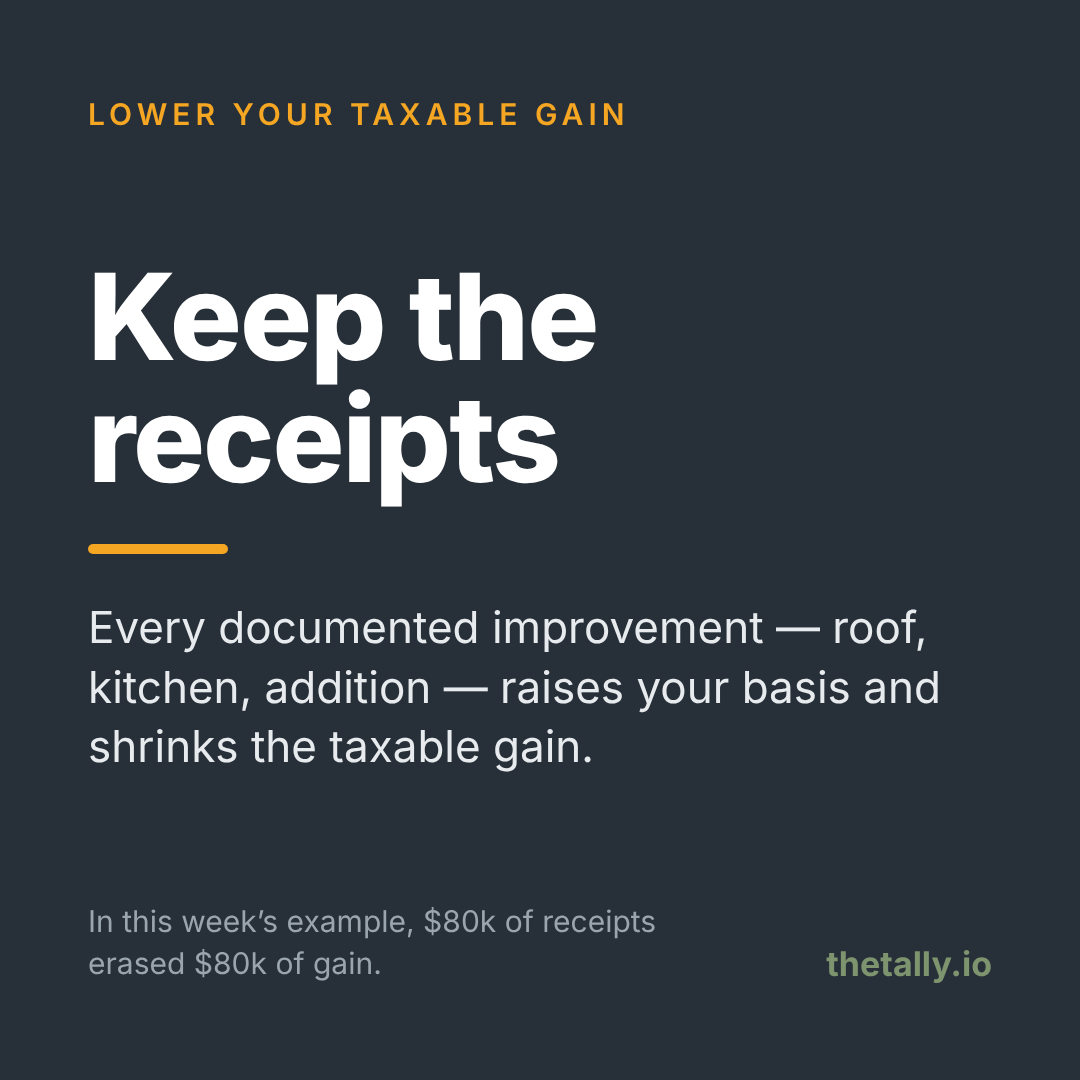 LOWER YOUR TAXABLE GAIN
Keep the
receipts
Every documented improvement — roof,
kitchen, addition — raises your basis and
shrinks the taxable gain.
In this week’s example, $80k of receipts
erased $80k of gain.
thetally.io